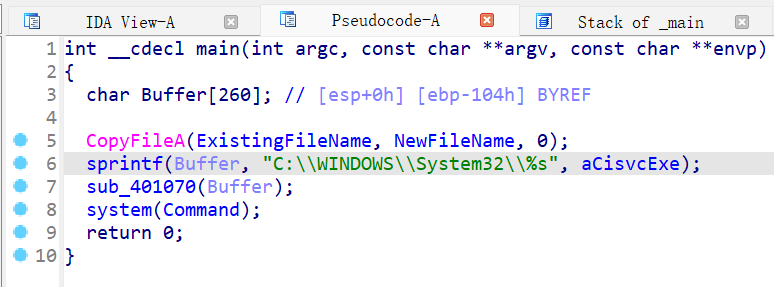 IDA View-A Pseudocode-A Stack of _main
1 int __cdecl main(int argc, const char **argv, const char **envp)
2 {
3 char Buffer[260]; // [esp+0h] [ebp-104h] BYREF
4
5 CopyFileA(ExistingFileName, NewFileName, 0);
6 sprintf(Buffer, "C:\\WINDOWS\\System32\\%s", aCisvcExe);
7 sub_401070(Buffer);
8 system(Command);
9 return 0;
10 }